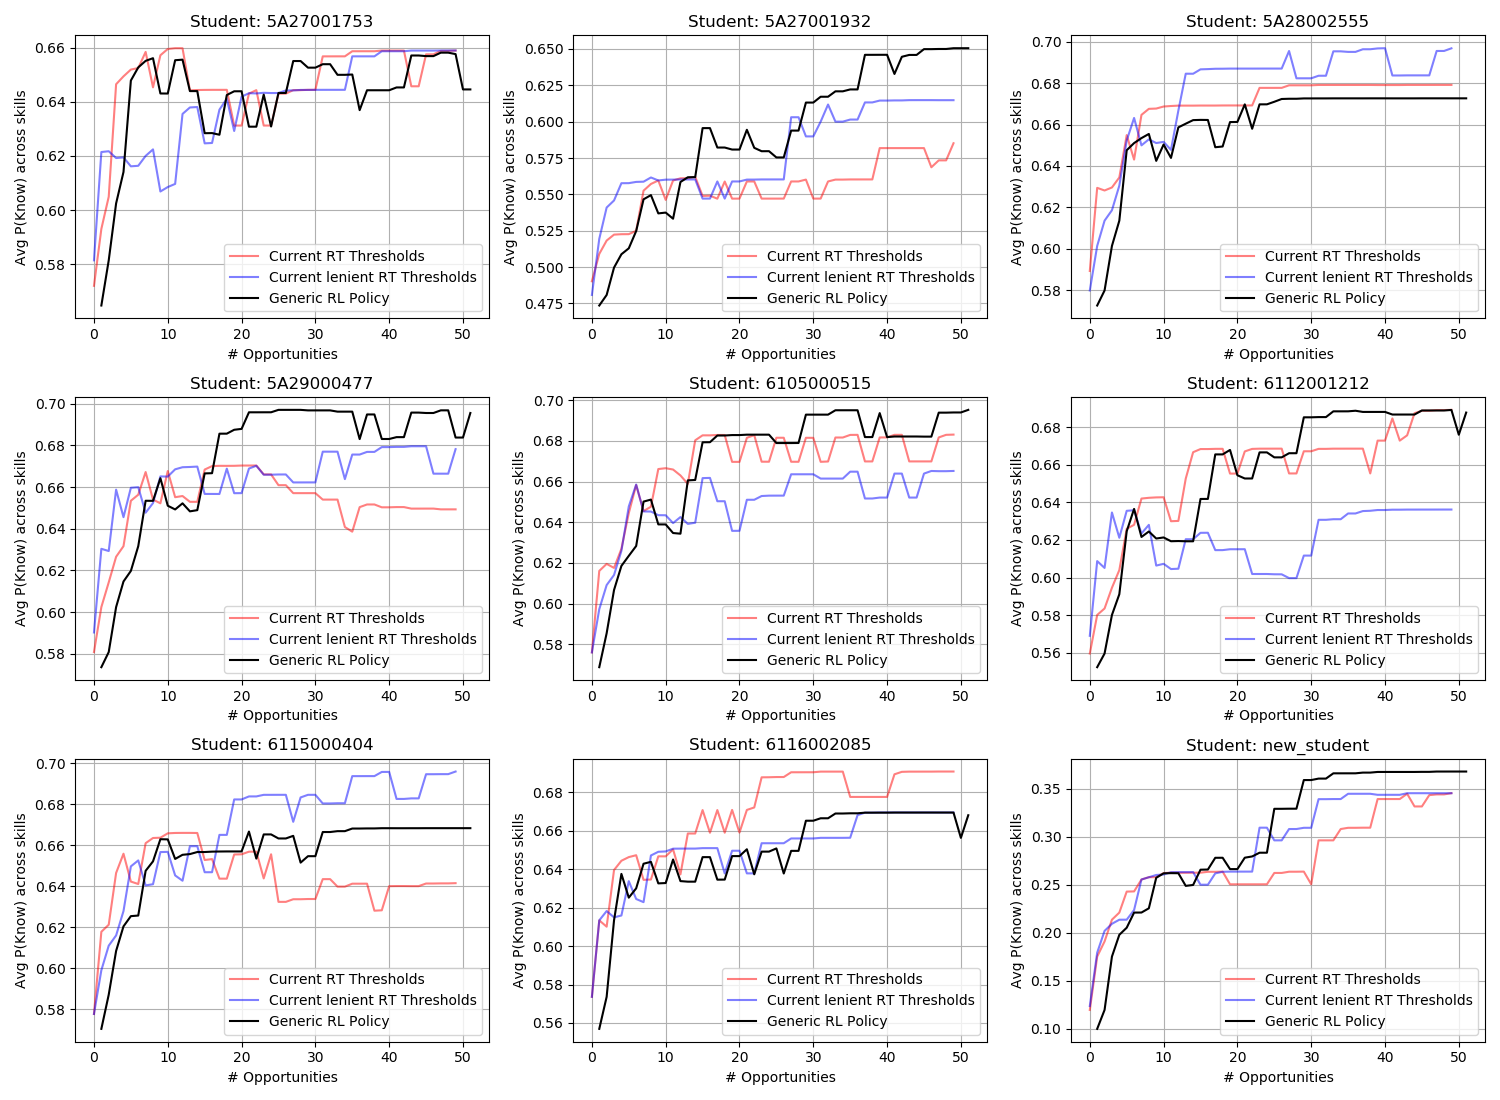 Student: 5A27001753
Avg P(Know) across skills
0.66
0.64
0.62
0.60
0.58
Current RT Thresholds
Current lenient RT Thresholds
Generic RL Policy
0 10 20 30 40 50
# Opportunities
Student: 5A27001932
Avg P(Know) across skills
0.650
0.625
0.600
0.575
0.550
0.525
0.500
0.475
Current RT Thresholds
Current lenient RT Thresholds
Generic RL Policy
0 10 20 30 40 50
# Opportunities
Student: 5A28002555
Avg P(Know) across skills
0.70
0.68
0.66
0.64
0.62
0.60
0.58
Current RT Thresholds
Current lenient RT Thresholds
Generic RL Policy
0 10 20 30 40 50
# Opportunities
Student: 5A29000477
Avg P(Know) across skills
0.70
0.68
0.66
0.64
0.62
0.60
0.58
Current RT Thresholds
Current lenient RT Thresholds
Generic RL Policy
0 10 20 30 40 50
# Opportunities
Student: 6105000515
Avg P(Know) across skills
0.70
0.68
0.66
0.64
0.62
0.60
0.58
Current RT Thresholds
Current lenient RT Thresholds
Generic RL Policy
0 10 20 30 40 50
# Opportunities
Student: 6112001212
Avg P(Know) across skills
0.68
0.66
0.64
0.62
0.60
0.58
0.56
Current RT Thresholds
Current lenient RT Thresholds
Generic RL Policy
0 10 20 30 40 50
# Opportunities
Student: 6115000404
Avg P(Know) across skills
0.70
0.68
0.66
0.64
0.62
0.60
0.58
Current RT Thresholds
Current lenient RT Thresholds
Generic RL Policy
0 10 20 30 40 50
# Opportunities
Student: 6116002085
Avg P(Know) across skills
0.68
0.66
0.64
0.62
0.60
0.58
0.56
Current RT Thresholds
Current lenient RT Thresholds
Generic RL Policy
0 10 20 30 40 50
# Opportunities
Student: new_student
Avg P(Know) across skills
0.35
0.30
0.25
0.20
0.15
0.10
Current RT Thresholds
Current lenient RT Thresholds
Generic RL Policy
0 10 20 30 40 50
# Opportunities